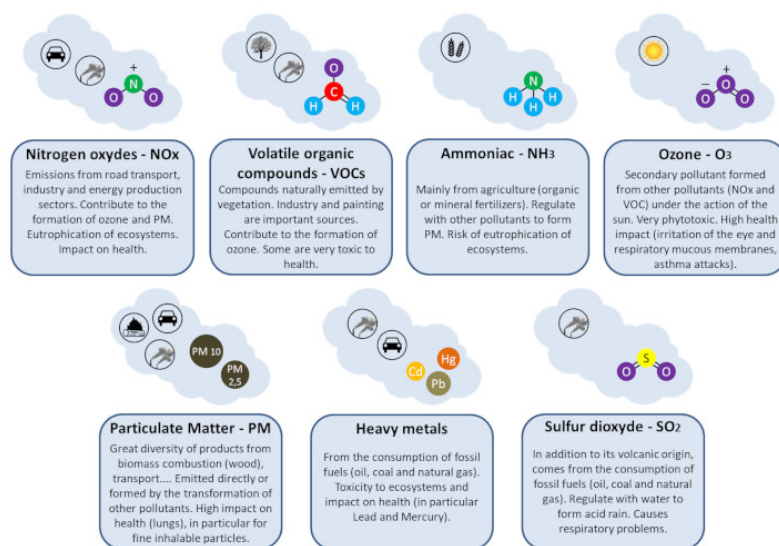 +
N
O O
O
C
H H
N
H H
H
+
− O
O O
Nitrogen oxydes - NOx
Emissions from road transport,
industry and energy production
sectors. Contribute to the
formation of ozone and PM.
Eutrophication of ecosystems.
Impact on health.
Volatile organic
compounds - VOCs
Compounds naturally emitted by
vegetation. Industry and painting
are important sources.
Contribute to the formation of
ozone. Some are very toxic to
health.
Ammoniac - NH3
Mainly from agriculture (organic
or mineral fertilizers). Regulate
with other pollutants to form
PM. Risk of eutrophication of
ecosystems.
Ozone - O3
Secondary pollutant formed
from other pollutants (NOx and
VOC) under the action of the
sun. Very phytotoxic. High health
impact (irritation of the eye and
respiratory mucous membranes,
asthma attacks).
PM 10
PM
2,5
Hg
Cd
Pb
S
O O
Particulate Matter - PM
Great diversity of products from
biomass combustion (wood),
transport.... Emitted directly or
formed by the transformation of
other pollutants. High impact on
health (lungs), in particular for
fine inhalable particles.
Heavy metals
From the consumption of fossil
fuels (oil, coal and natural gas).
Toxicity to ecosystems and
impact on health (in particular
Lead and Mercury).
Sulfur dioxyde - SO2
In addition to its volcanic origin,
comes from the consumption of
fossil fuels (oil, coal and natural
gas). Regulate with water to
form acid rain. Causes
respiratory problems.